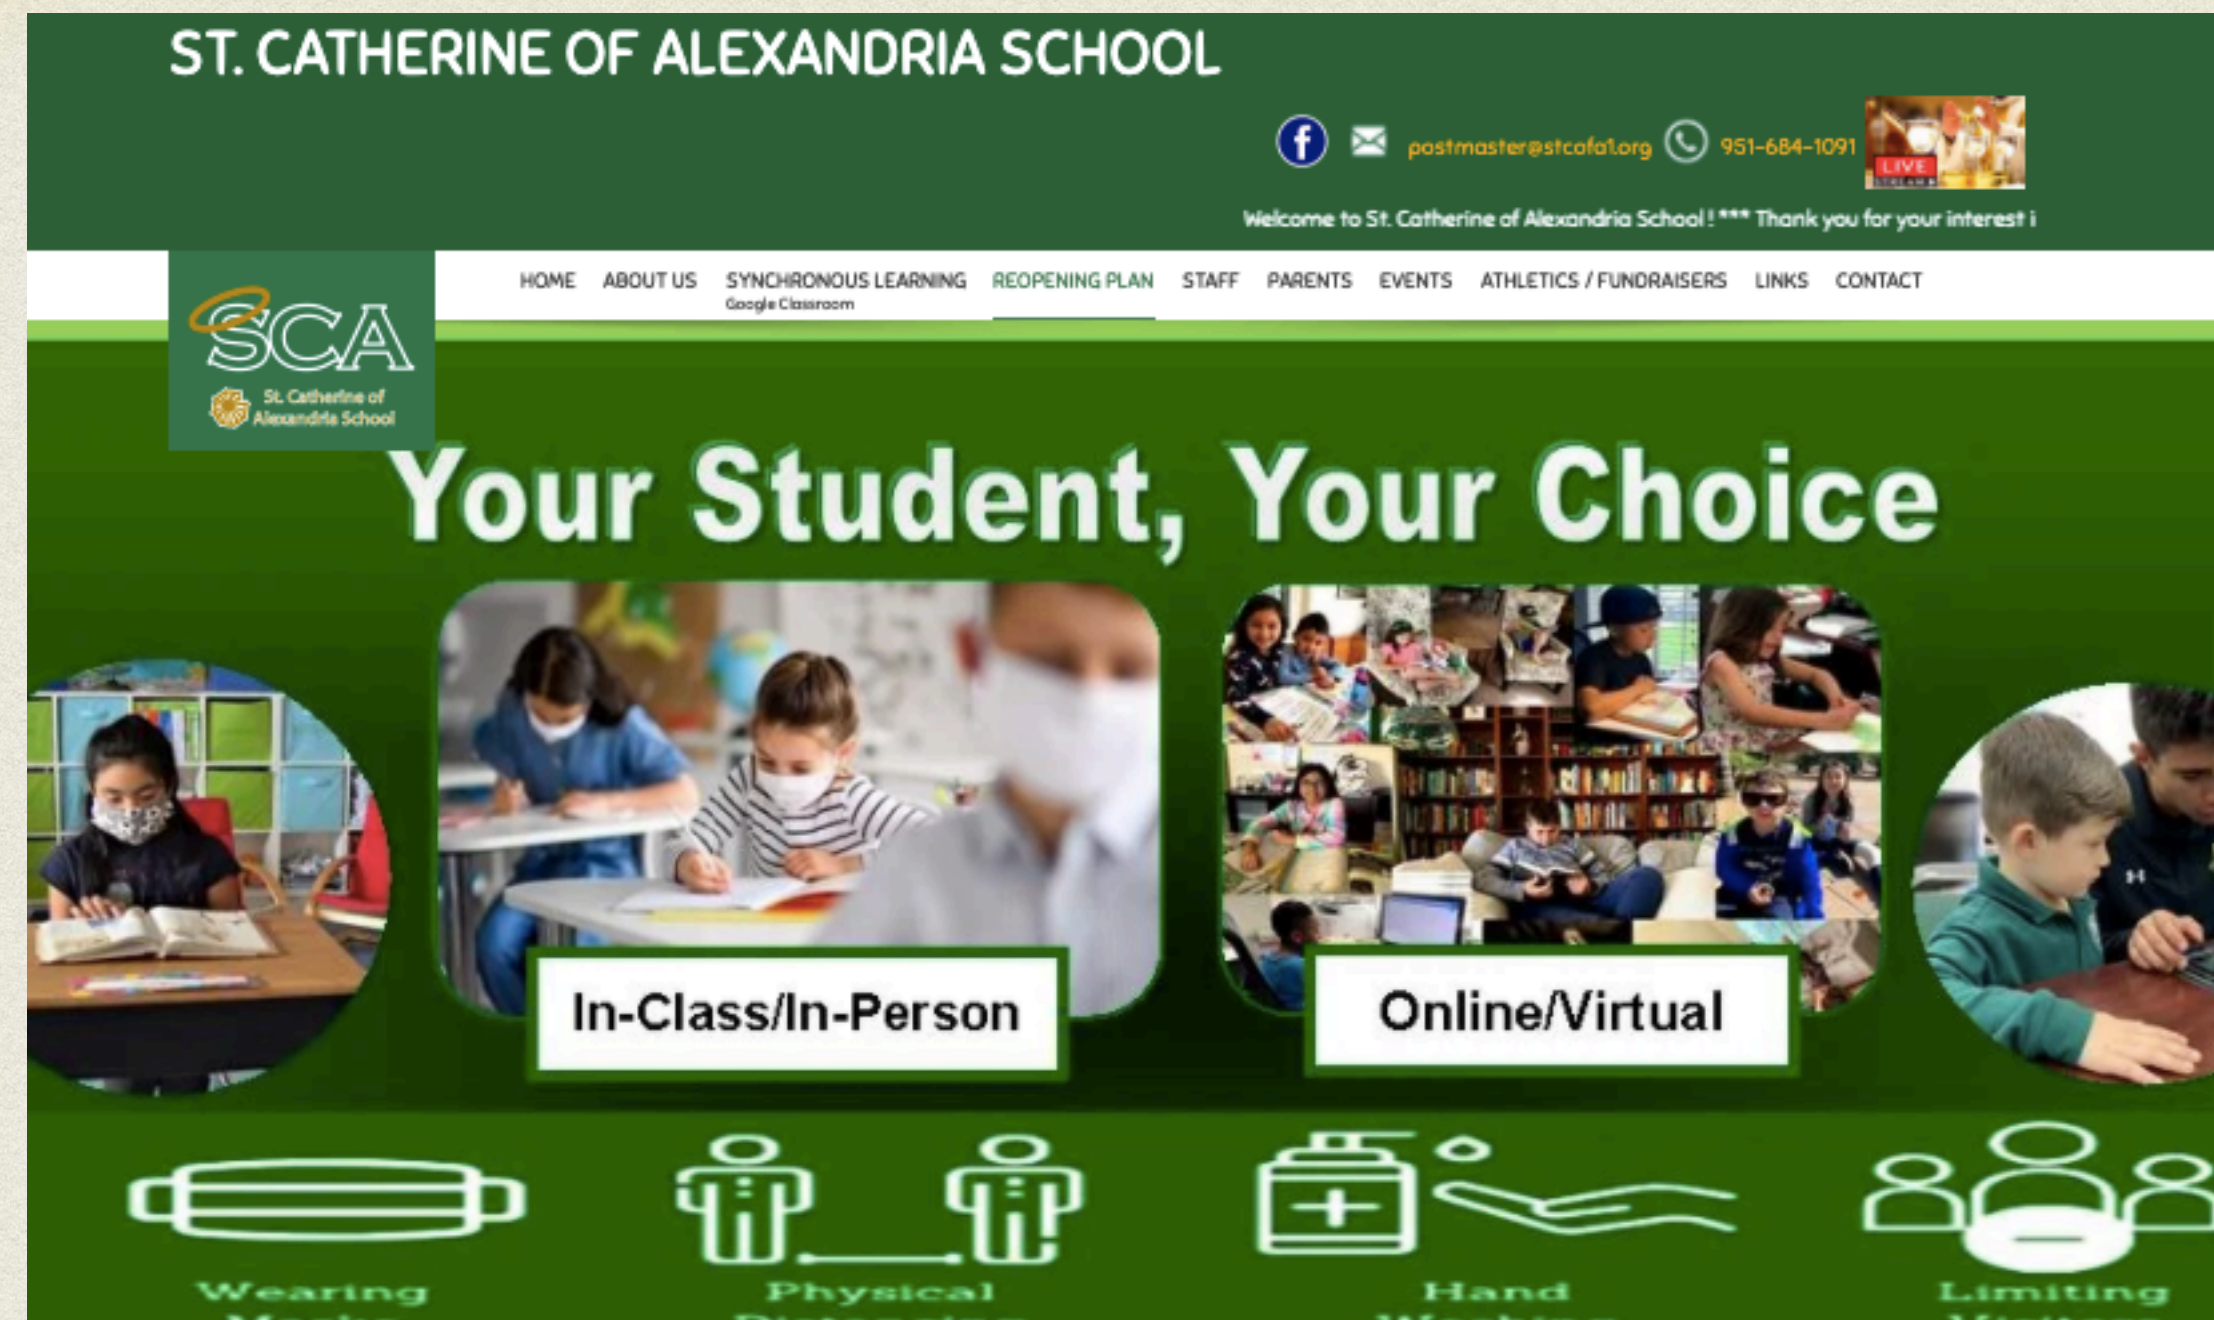 ST. CATHERINE OF ALEXANDRIA SCHOOL
postmaster@stcofa1.org 951-684-1091
LIVE
STREAM
Welcome to St. Catherine of Alexandria School ! *** Thank you for your interest i
HOME ABOUT US SYNCHRONOUS LEARNING REOPENING PLAN STAFF PARENTS EVENTS ATHLETICS / FUNDRAISERS LINKS CONTACT
Google Classroom
SCA
St. Catherine of
Alexandria School
Your Student, Your Choice
In-Class/In-Person Online/Virtual
Wearing Physical Hand Limiting